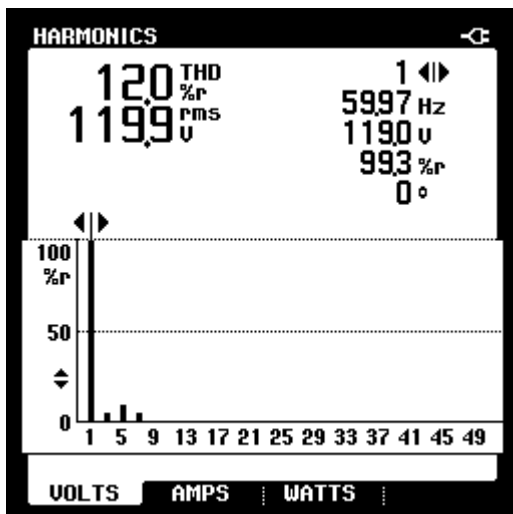 HARMONICS
12.0 THD %r
119.9 rms V
1
59.97 Hz
119.0 V
99.3 %r
0 °
100
%r
50
0
1 5 9 13 17 21 25 29 33 37 41 45 49
VOLTS AMPS WATTS